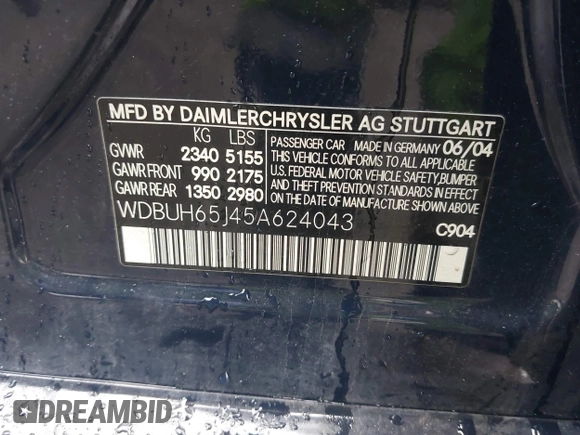 MFD BY DAIMLERCHRYSLER AG STUTTGART
KG LBS
GVWR 2340 5155
GAWR FRONT 990 2175
GAWR REAR 1350 2980
PASSENGER CAR MADE IN GERMANY 06/04
THIS VEHICLE CONFORMS TO ALL APPLICABLE
U.S. FEDERAL MOTOR VEHICLE SAFETY,BUMPER
AND THEFT PREVENTION STANDARDS IN EFFECT
ON THE DATE OF MANUFACTURE SHOWN ABOVE.
WDBUH65J45A624043
C904
DREAMBID